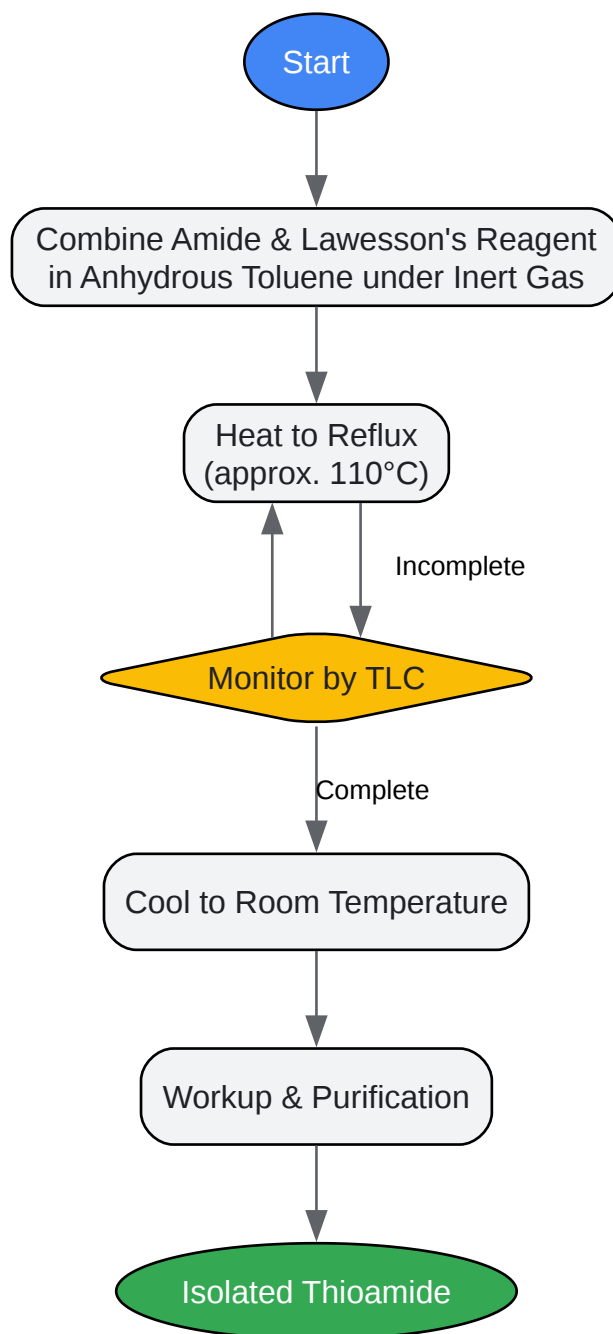 Start
Combine Amide & Lawesson's Reagent
in Anhydrous Toluene under Inert Gas
Heat to Reflux
(approx. 110°C)
Incomplete
Monitor by TLC
Complete
Cool to Room Temperature
Workup & Purification
Isolated Thioamide